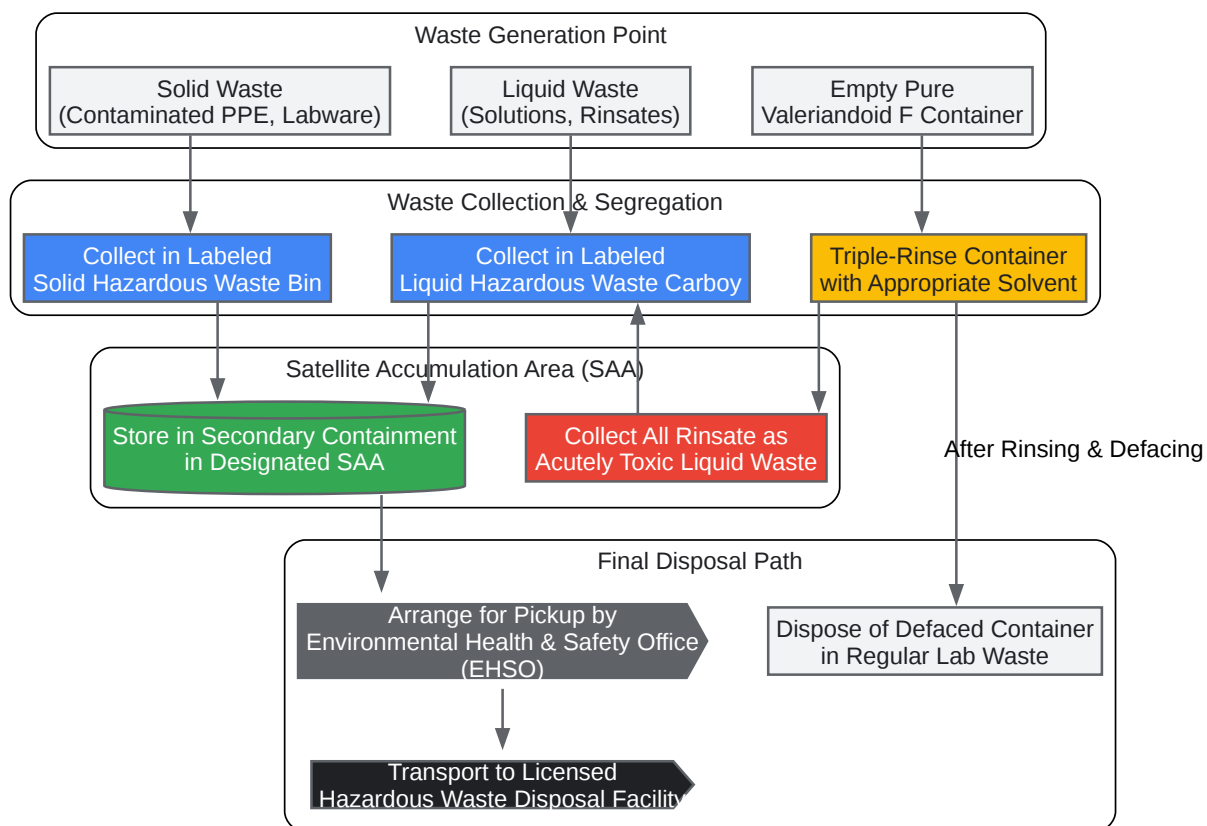 Waste Generation Point
Solid Waste
(Contaminated PPE, Labware)
Liquid Waste
(Solutions, Rinsates)
Empty Pure
Valeriandoid F Container
Waste Collection & Segregation
Collect in Labeled
Solid Hazardous Waste Bin
Collect in Labeled
Liquid Hazardous Waste Carboy
Triple-Rinse Container
with Appropriate Solvent
Satellite Accumulation Area (SAA)
Store in Secondary Containment
in Designated SAA
Collect All Rinsate as
Acutely Toxic Liquid Waste
After Rinsing & Defacing
Final Disposal Path
Arrange for Pickup by
Environmental Health & Safety Office
(EHSO)
Dispose of Defaced Container
in Regular Lab Waste
Transport to Licensed
Hazardous Waste Disposal Facility